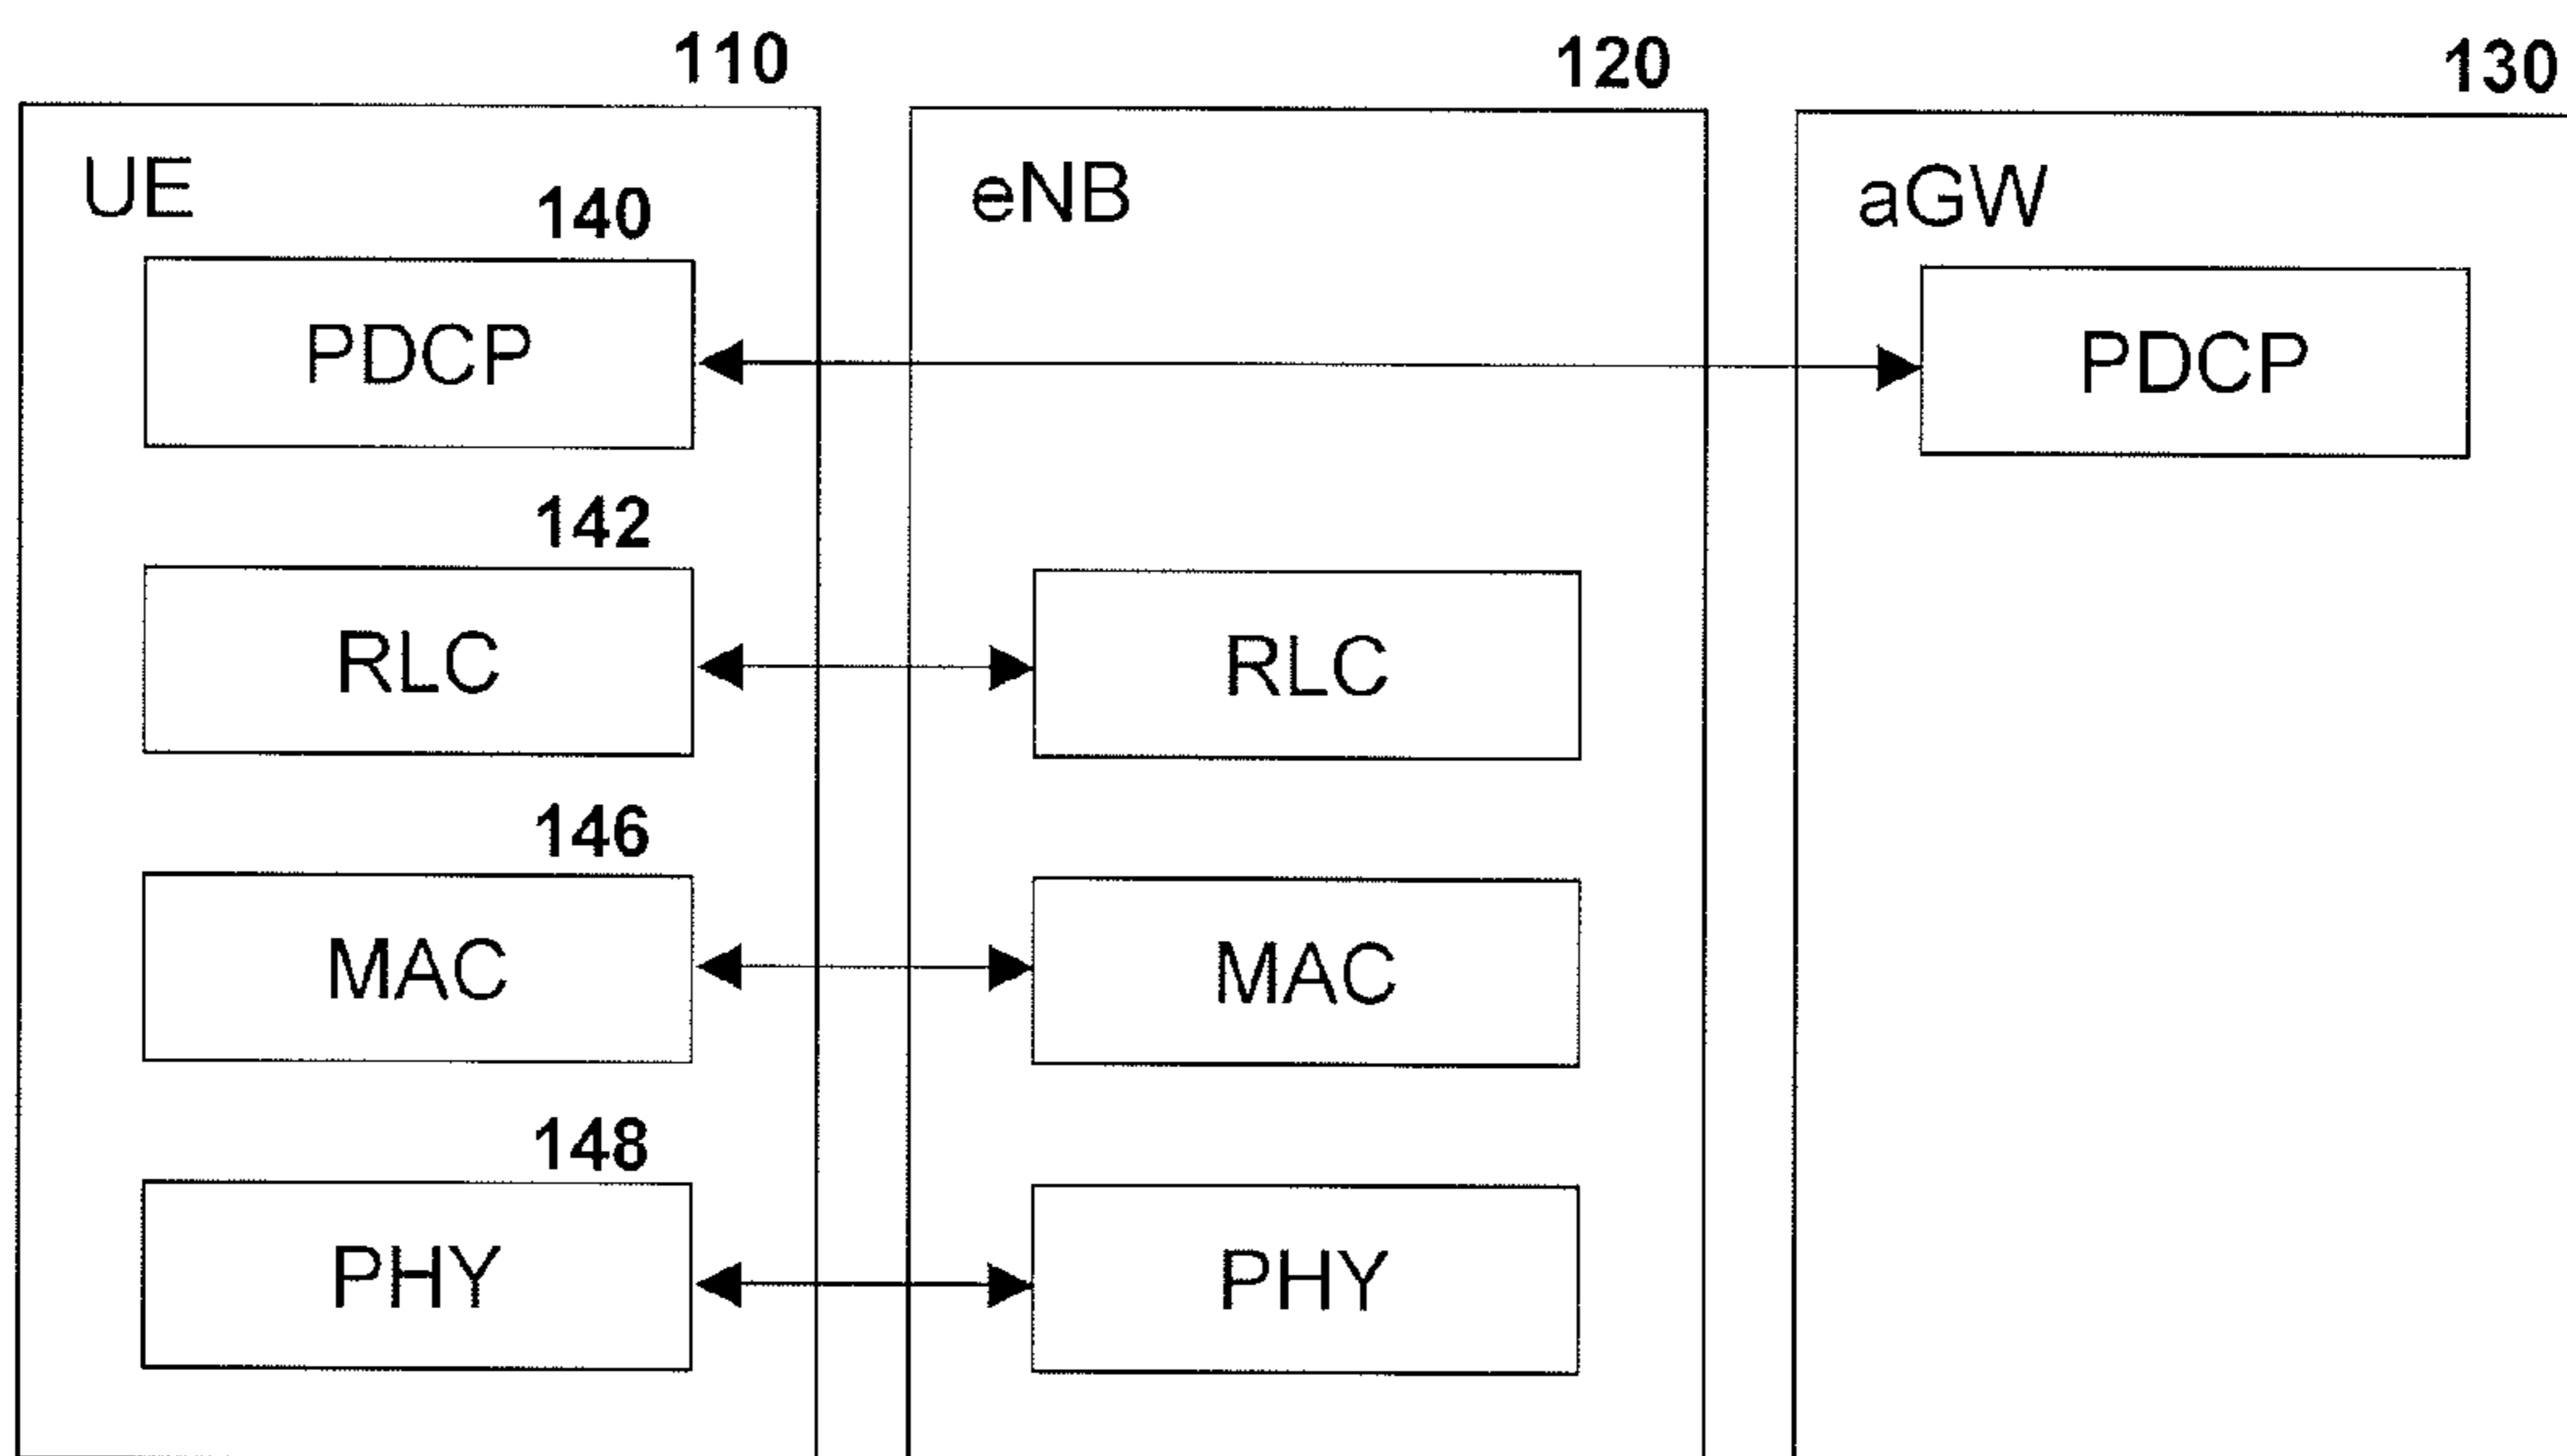 110 120 130
UE eNB aGW
140
PDCP PDCP
142
RLC RLC
146
MAC MAC
148
PHY PHY